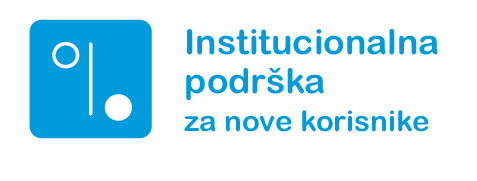 Institucionalna
podrška
za nove korisnike